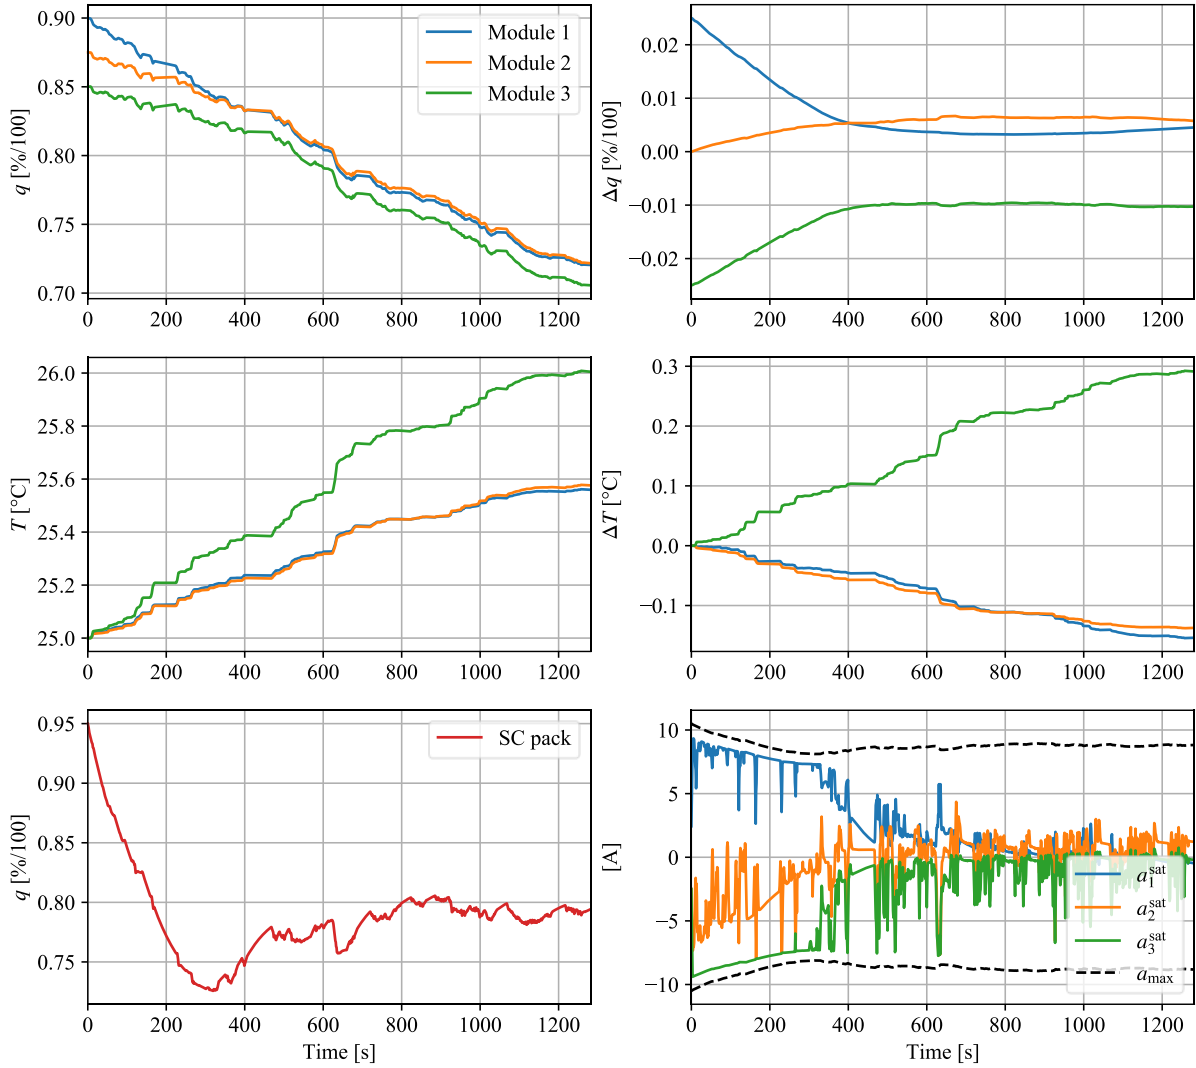 0.90
0.85
0.80
0.75
0.70
q [%/100]
Module 1
Module 2
Module 3
0 200 400 600 800 1000 1200
0.02
0.01
0.00
−0.01
−0.02
Δq [%/100]
0 200 400 600 800 1000 1200
26.0
25.8
25.6
25.4
25.2
25.0
T [°C]
0 200 400 600 800 1000 1200
0.3
0.2
0.1
0.0
−0.1
ΔT [°C]
0 200 400 600 800 1000 1200
0.95
0.90
0.85
0.80
0.75
q [%/100]
SC pack
0 200 400 600 800 1000 1200
Time [s]
10
5
0
−5
−10
[A]
a₁ˢᵃᵗ
a₂ˢᵃᵗ
a₃ˢᵃᵗ
aₘₐₓ
0 200 400 600 800 1000 1200
Time [s]